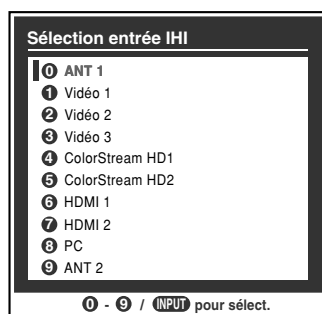 Sélection entrée IHI
0 ANT 1
1 Vidéo 1
2 Vidéo 2
3 Vidéo 3
4 ColorStream HD1
5 ColorStream HD2
6 HDMI 1
7 HDMI 2
8 PC
9 ANT 2
0 - 9 / INPUT pour sélect.